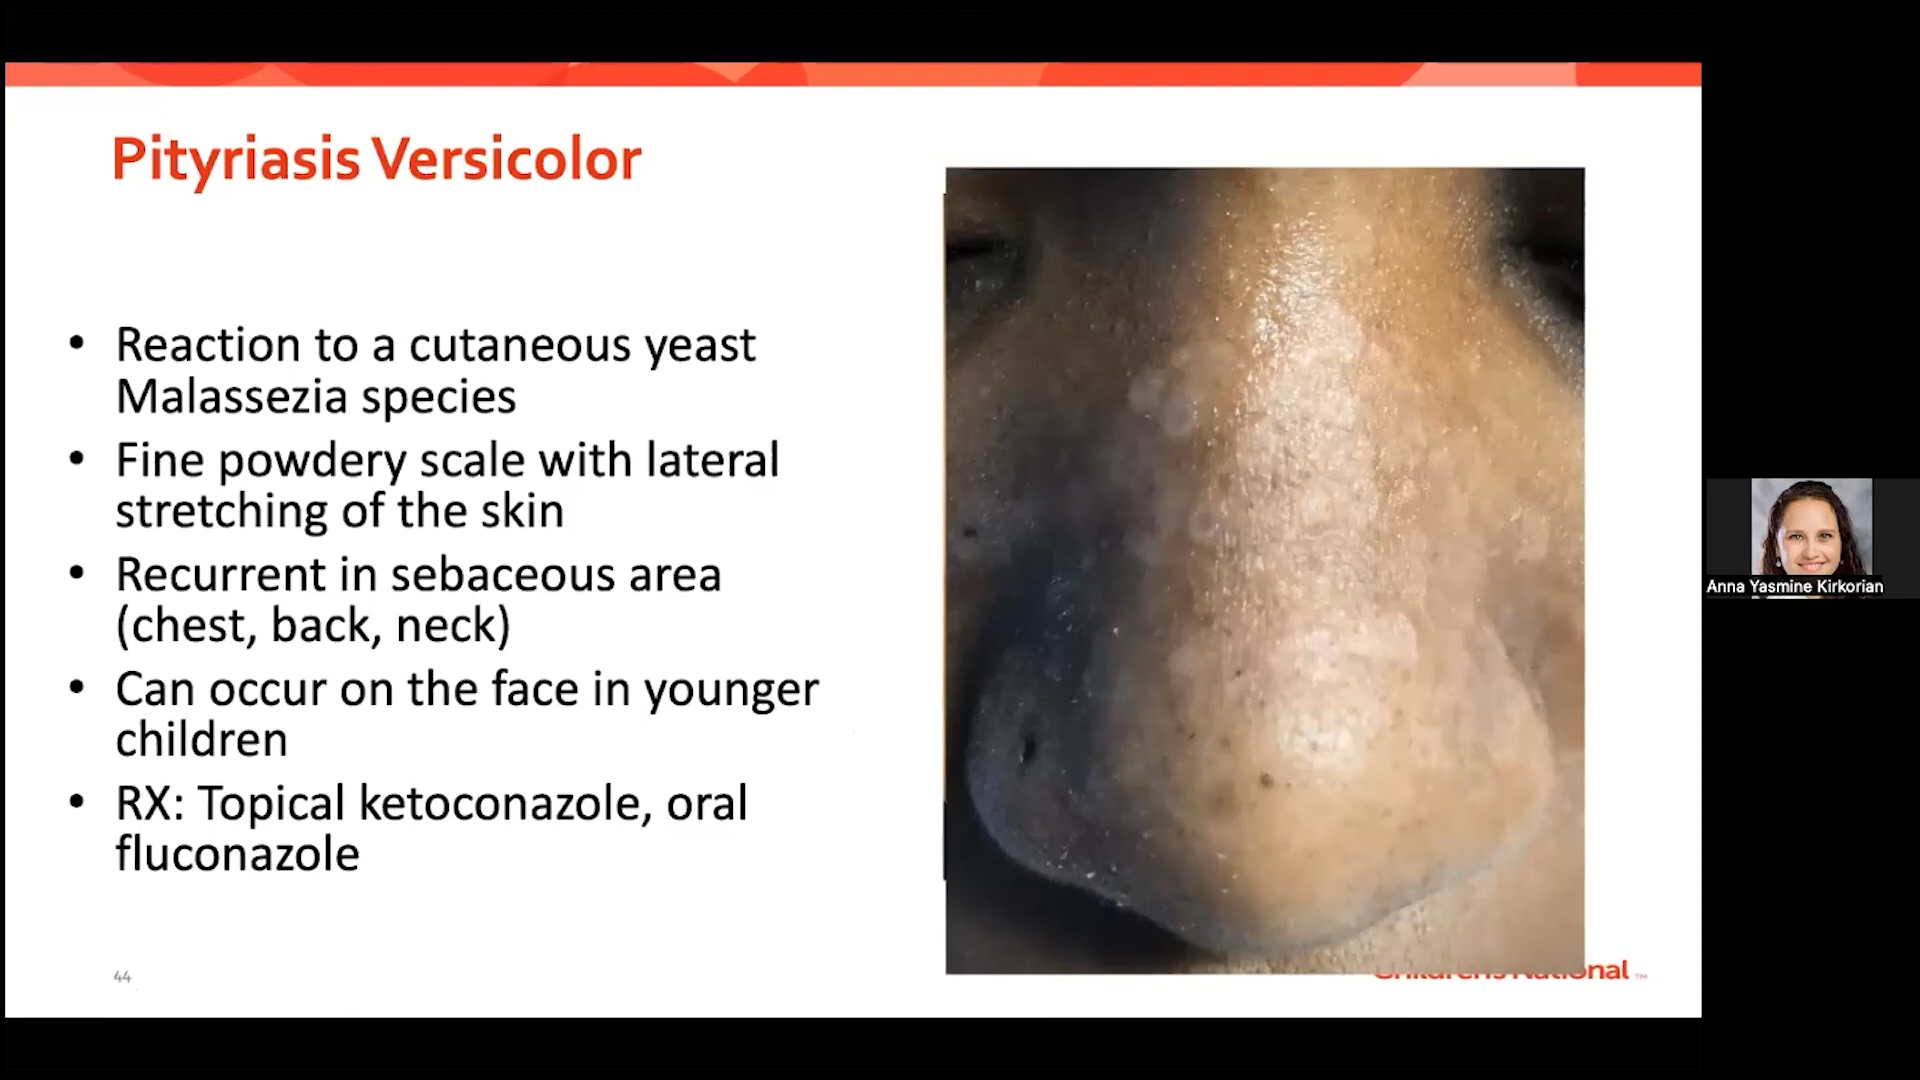 Pityriasis Versicolor
• Reaction to a cutaneous yeast
Malassezia species
• Fine powdery scale with lateral
stretching of the skin
• Recurrent in sebaceous area
(chest, back, neck)
• Can occur on the face in younger
children
• RX: Topical ketoconazole, oral
fluconazole
Anna Yasmine Kirkorian
44
Children's National ™